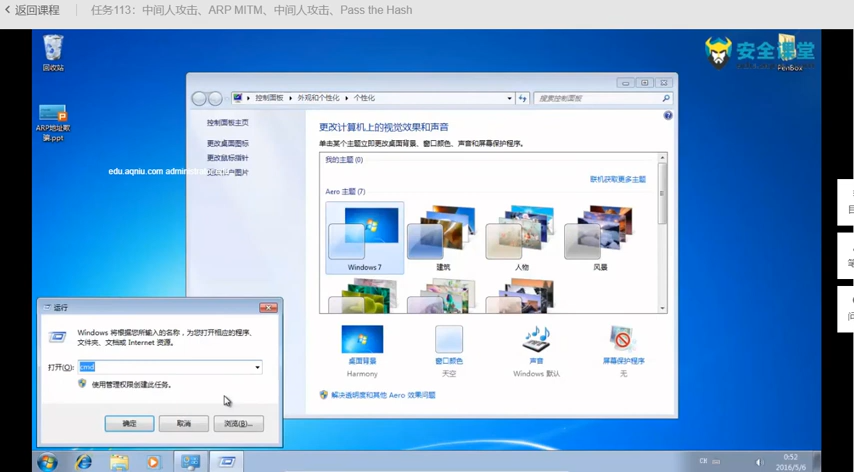 返回课程
任务113：中间人攻击、ARP MITM、中间人攻击、Pass the Hash
回收站
安全课堂
PenBox
控制面板 ▸ 外观和个性化 ▸ 个性化
搜索控制面板
ARP地址欺
骗.ppt
控制面板主页
更改桌面图标
更改鼠标指针
edu.aqniu.com
更改计算机上的视觉效果和声音
单击某个主题立即更改桌面背景、窗口颜色、声音和屏幕保护程序。
我的主题 (0)
联机获取更多主题
Aero 主题 (7)
Windows 7
建筑
人物
风景
桌面背景
Harmony
窗口颜色
天空
声音
Windows 默认
屏幕保护程序
无
解决透明度和其他 Aero 效果问题
运行
Windows 将根据您所输入的名称，为您打开相应的程序、
文件夹、文档或 Internet 资源。
打开(O):
cmd
使用管理权限创建此任务。
确定
取消
浏览(B)...
CH
0:52
2016/5/6